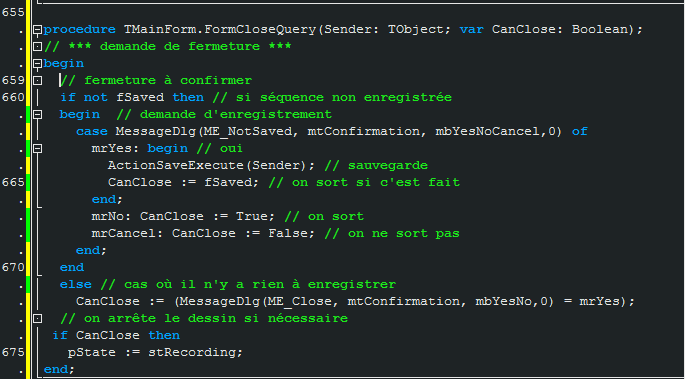 655
. procedure TMainForm.FormCloseQuery(Sender: TObject; var CanClose: Boolean);
. // *** demande de fermeture ***
. begin
659 // fermeture à confirmer
660 if not fSaved then // si séquence non enregistrée
. begin // demande d'enregistrement
. case MessageDlg(ME_NotSaved, mtConfirmation, mbYesNoCancel,0) of
. mrYes: begin // oui
. ActionSaveExecute(Sender); // sauvegarde
665 CanClose := fSaved; // on sort si c'est fait
. end;
. mrNo: CanClose := True; // on sort
. mrCancel: CanClose := False; // on ne sort pas
. end;
670 end
. else // cas où il n'y a rien à enregistrer
. CanClose := (MessageDlg(ME_Close, mtConfirmation, mbYesNo,0) = mrYes);
. // on arrête le dessin si nécessaire
. if CanClose then
675 pState := stRecording;
. end;